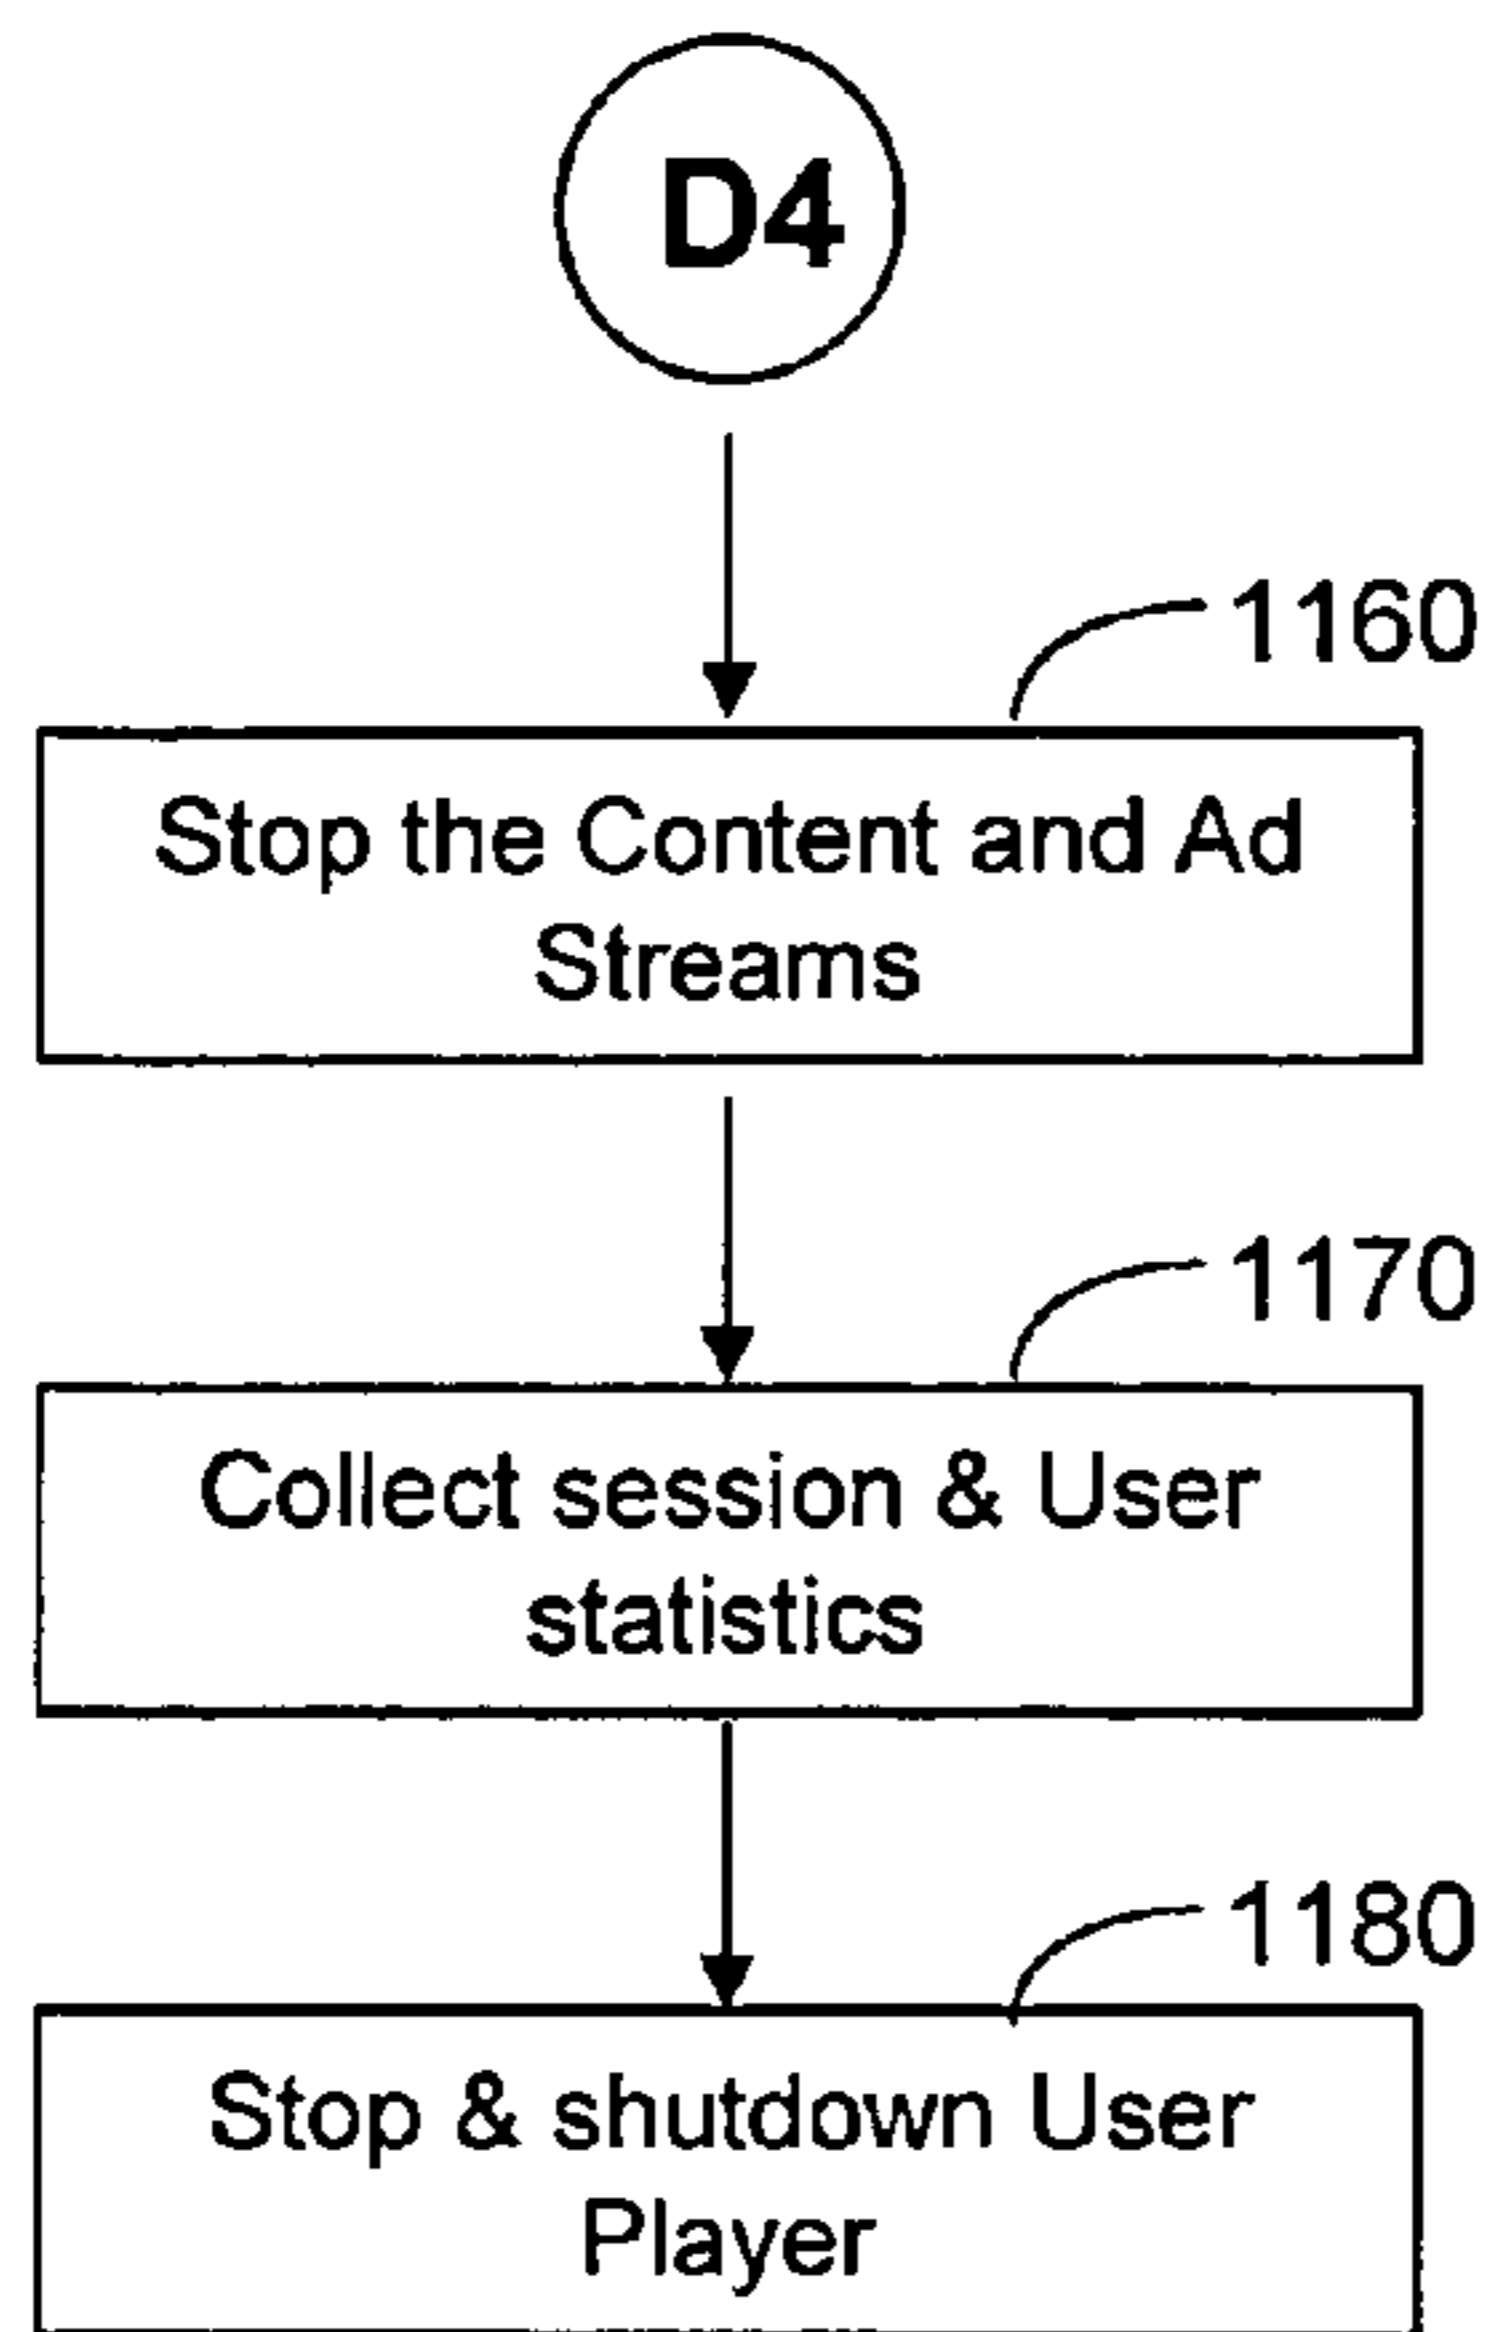 D4
1160
Stop the Content and Ad
Streams
1170
Collect session & User
statistics
1180
Stop & shutdown User
Player